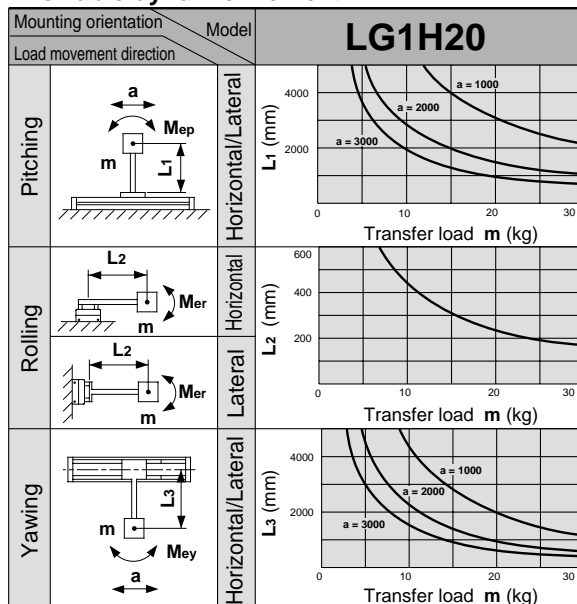 Mounting orientation
Model
Load movement direction
LG1H20
Pitching
a
Mep
m
L1
Horizontal/Lateral
L1 (mm)
4000
2000
a = 1000
a = 2000
a = 3000
0
10
20
30
Transfer load m (kg)
Rolling
L2
Mer
m
Horizontal
L2
Mer
m
Lateral
L2 (mm)
600
400
200
0
10
20
30
Transfer load m (kg)
Yawing
L3
m
Mey
a
Horizontal/Lateral
L3 (mm)
4000
2000
a = 1000
a = 2000
a = 3000
0
10
20
30
Transfer load m (kg)